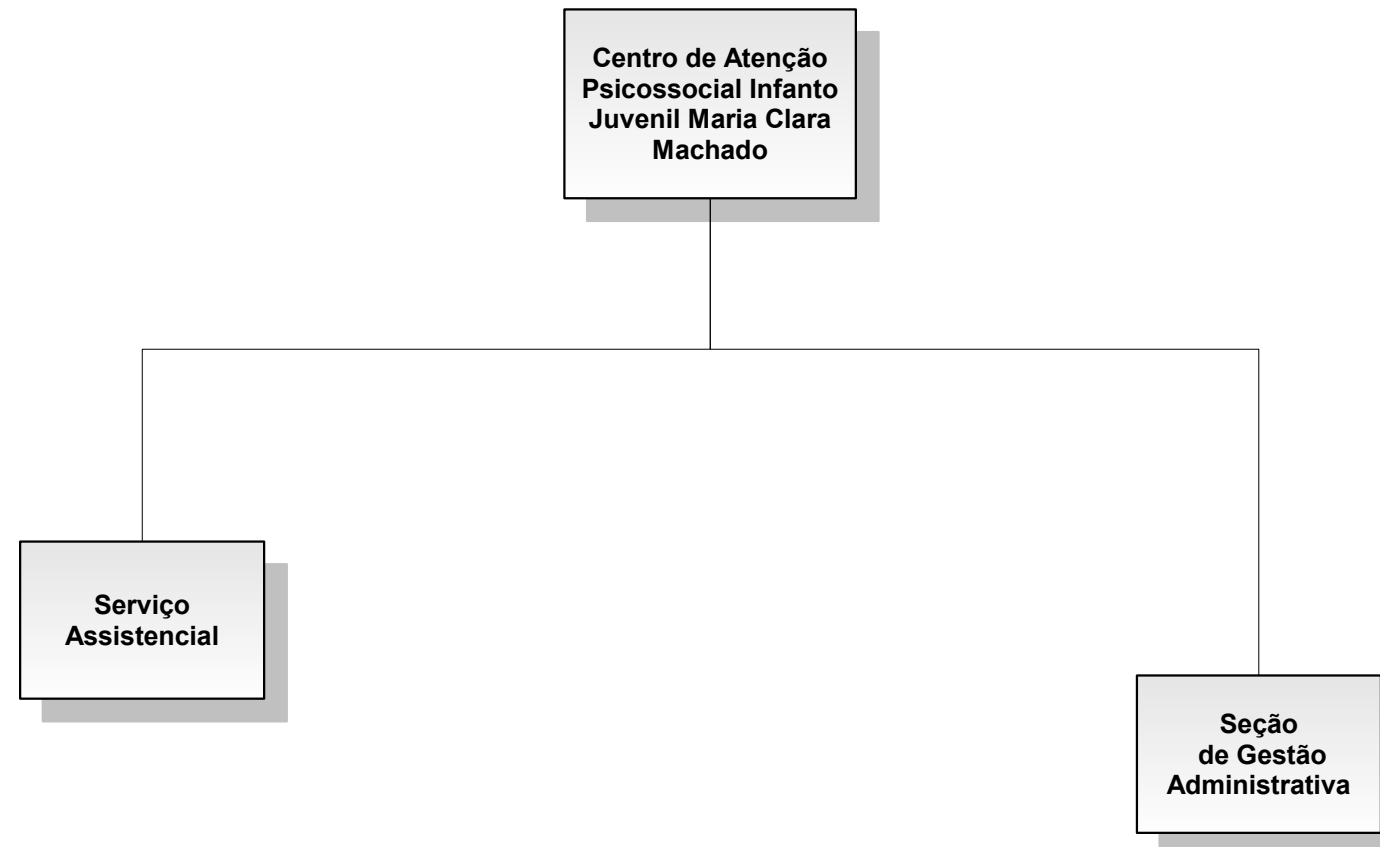 Centro de Atenção
Psicossocial Infanto
Juvenil Maria Clara
Machado
Serviço
Assistencial
Seção
de Gestão
Administrativa